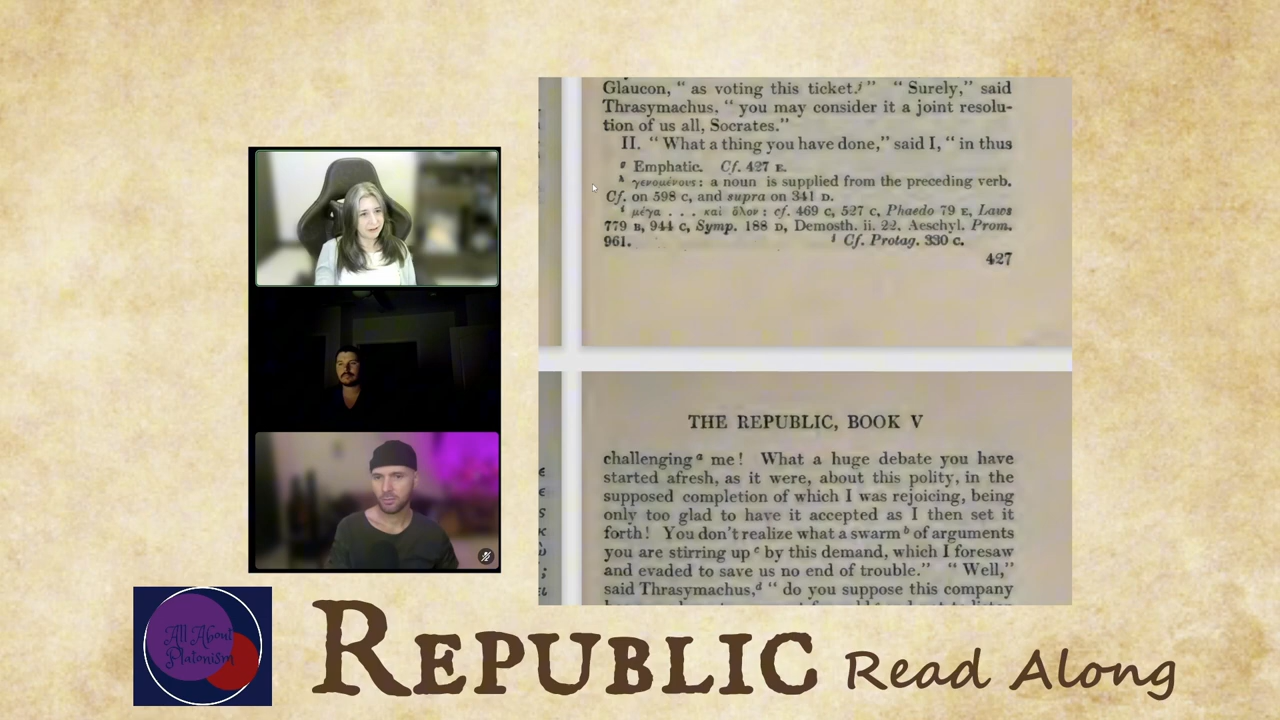 Glaucon, “ as voting this ticket.ʲ ” “ Surely,” said
Thrasymachus, “ you may consider it a joint resolu-
tion of us all, Socrates.”
II. “ What a thing you have done,” said I, “ in thus
ᵍ Emphatic. Cf. 427 E.
ʰ γενομένους : a noun is supplied from the preceding verb.
Cf. on 598 C, and supra on 341 D.
ⁱ μέγα . . . καὶ ὅλον : cf. 469 C, 527 C, Phaedo 79 E, Laws
779 B, 944 C, Symp. 188 D, Demosth. ii. 22. Aeschyl. Prom.
961. ʲ Cf. Protag. 330 C.
427
THE REPUBLIC, BOOK V
challenging ᵃ me ! What a huge debate you have
started afresh, as it were, about this polity, in the
supposed completion of which I was rejoicing, being
only too glad to have it accepted as I then set it
forth ! You don’t realize what a swarm ᵇ of arguments
you are stirring up ᶜ by this demand, which I foresaw
and evaded to save us no end of trouble.” “ Well,”
said Thrasymachus,ᵈ “ do you suppose this company
All About
Platonism
REPUBLIC Read Along